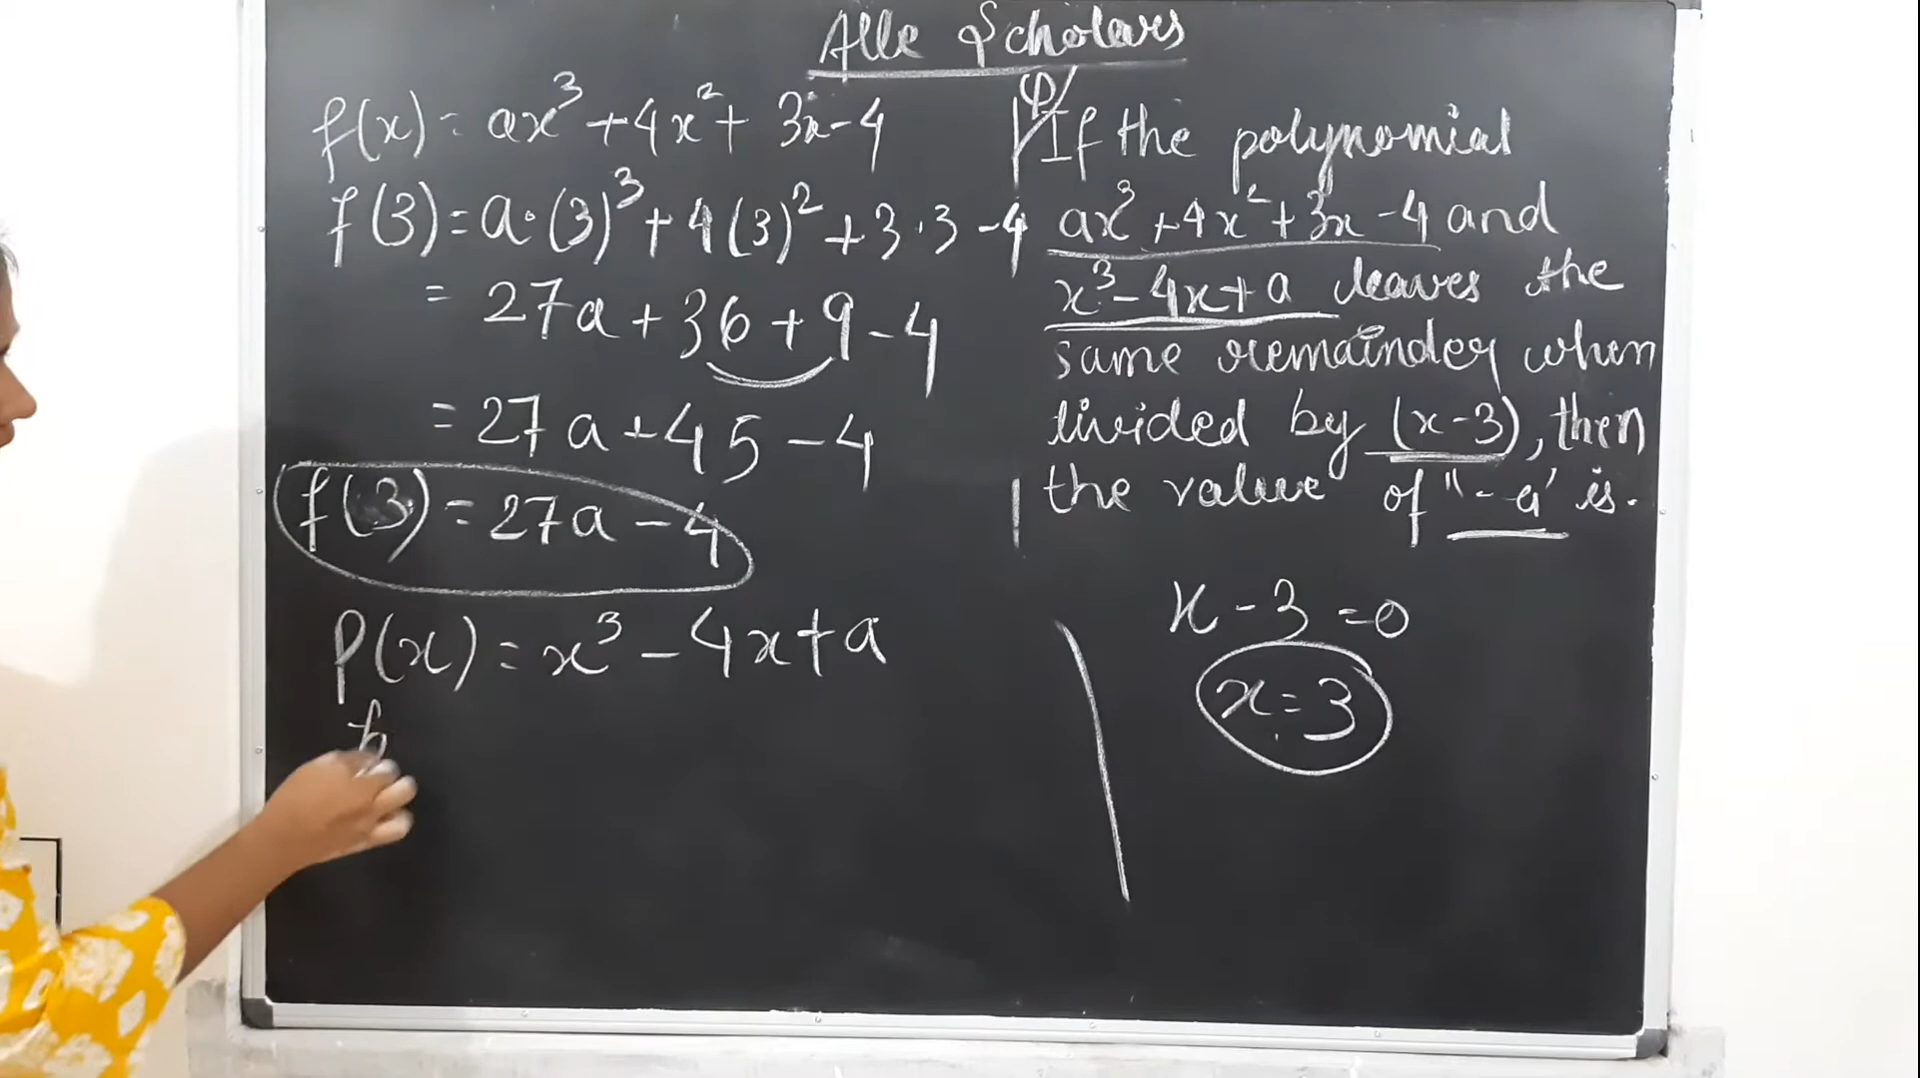 Alle Scholars
f(x) = ax³ + 4x² + 3x - 4
f(3) = a·(3)³ + 4(3)² + 3·3 - 4
= 27a + 36 + 9 - 4
= 27a + 45 - 4
f(3) = 27a - 4
P(x) = x³ - 4x + a
Q/ If the polynomial
ax³ + 4x² + 3x - 4 and
x³ - 4x + a leaves the
same remainder when
divided by (x-3), then
the value of "-a' is.
x - 3 = 0
x = 3